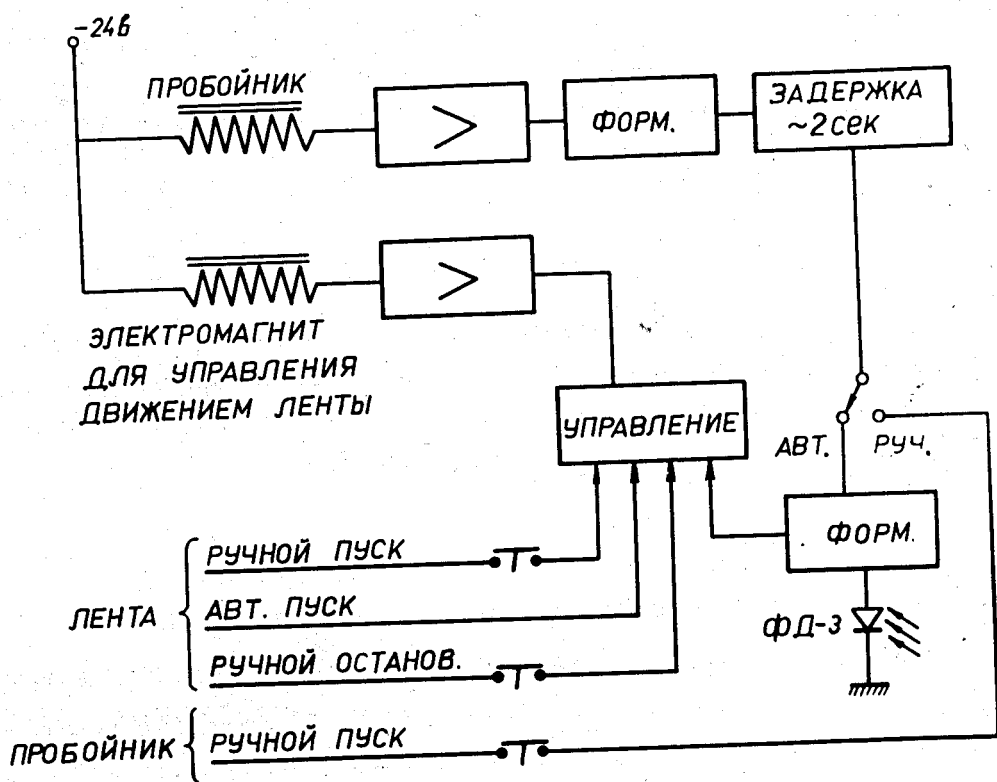 -24в
ПРОБОЙНИК
>
ФОРМ.
ЗАДЕРЖКА
~2сек
>
ЭЛЕКТРОМАГНИТ
ДЛЯ УПРАВЛЕНИЯ
ДВИЖЕНИЕМ ЛЕНТЫ
УПРАВЛЕНИЕ
АВТ.
РУЧ.
ФОРМ.
ФД-3
ЛЕНТА
РУЧНОЙ ПУСК
АВТ. ПУСК
РУЧНОЙ ОСТАНОВ.
ПРОБОЙНИК
РУЧНОЙ ПУСК